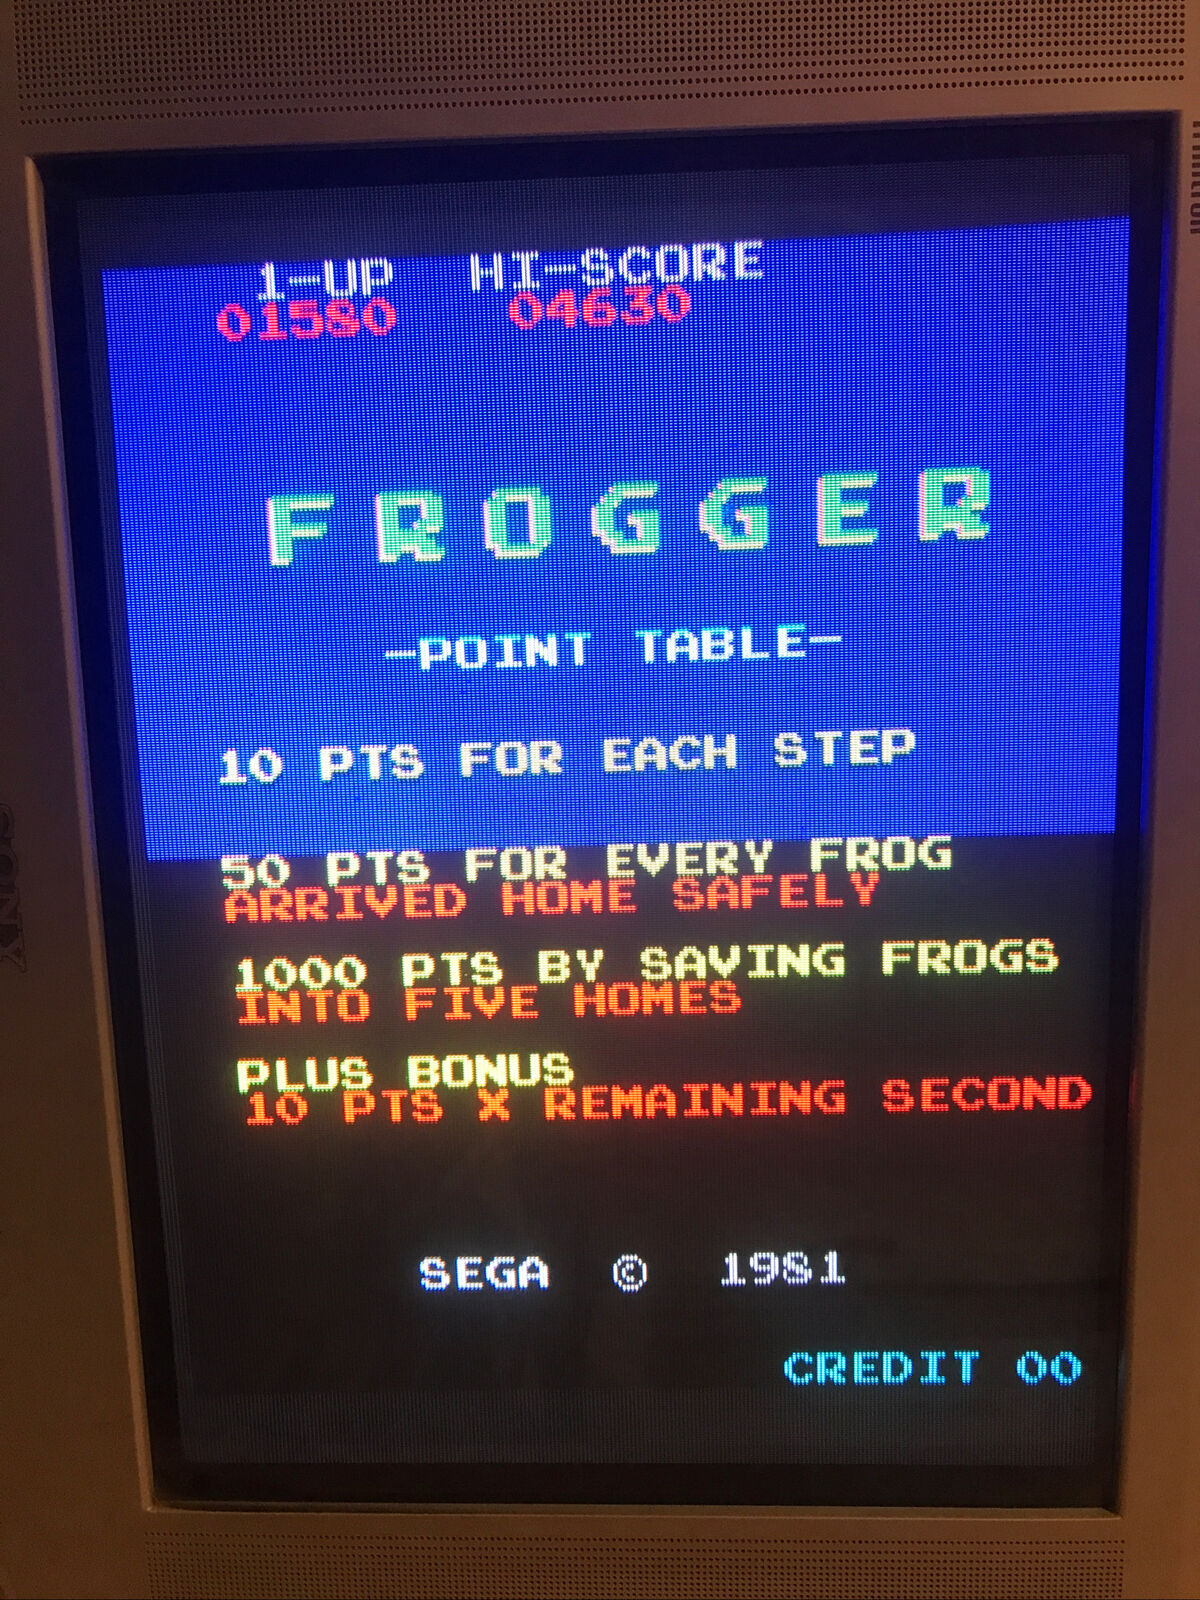 1-UP HI-SCORE
01580 04630
FROGGER
-POINT TABLE-
10 PTS FOR EACH STEP
50 PTS FOR EVERY FROG
ARRIVED HOME SAFELY
1000 PTS BY SAVING FROGS
INTO FIVE HOMES
PLUS BONUS
10 PTS X REMAINING SECOND
SEGA © 1981
CREDIT 00
SONY